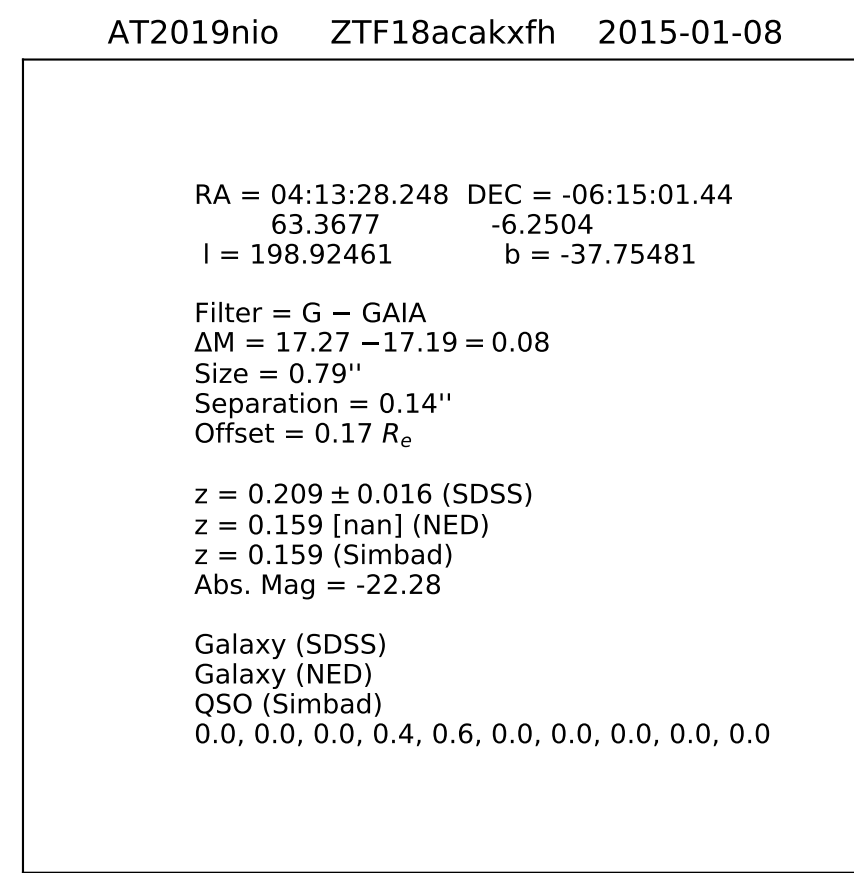 AT2019nio ZTF18acakxfh 2015-01-08
RA = 04:13:28.248 DEC = -06:15:01.44
63.3677 -6.2504
l = 198.92461 b = -37.75481
Filter = G − GAIA
ΔM = 17.27 −17.19 = 0.08
Size = 0.79''
Separation = 0.14''
Offset = 0.17 Rₑ
z = 0.209 ± 0.016 (SDSS)
z = 0.159 [nan] (NED)
z = 0.159 (Simbad)
Abs. Mag = -22.28
Galaxy (SDSS)
Galaxy (NED)
QSO (Simbad)
0.0, 0.0, 0.0, 0.4, 0.6, 0.0, 0.0, 0.0, 0.0, 0.0